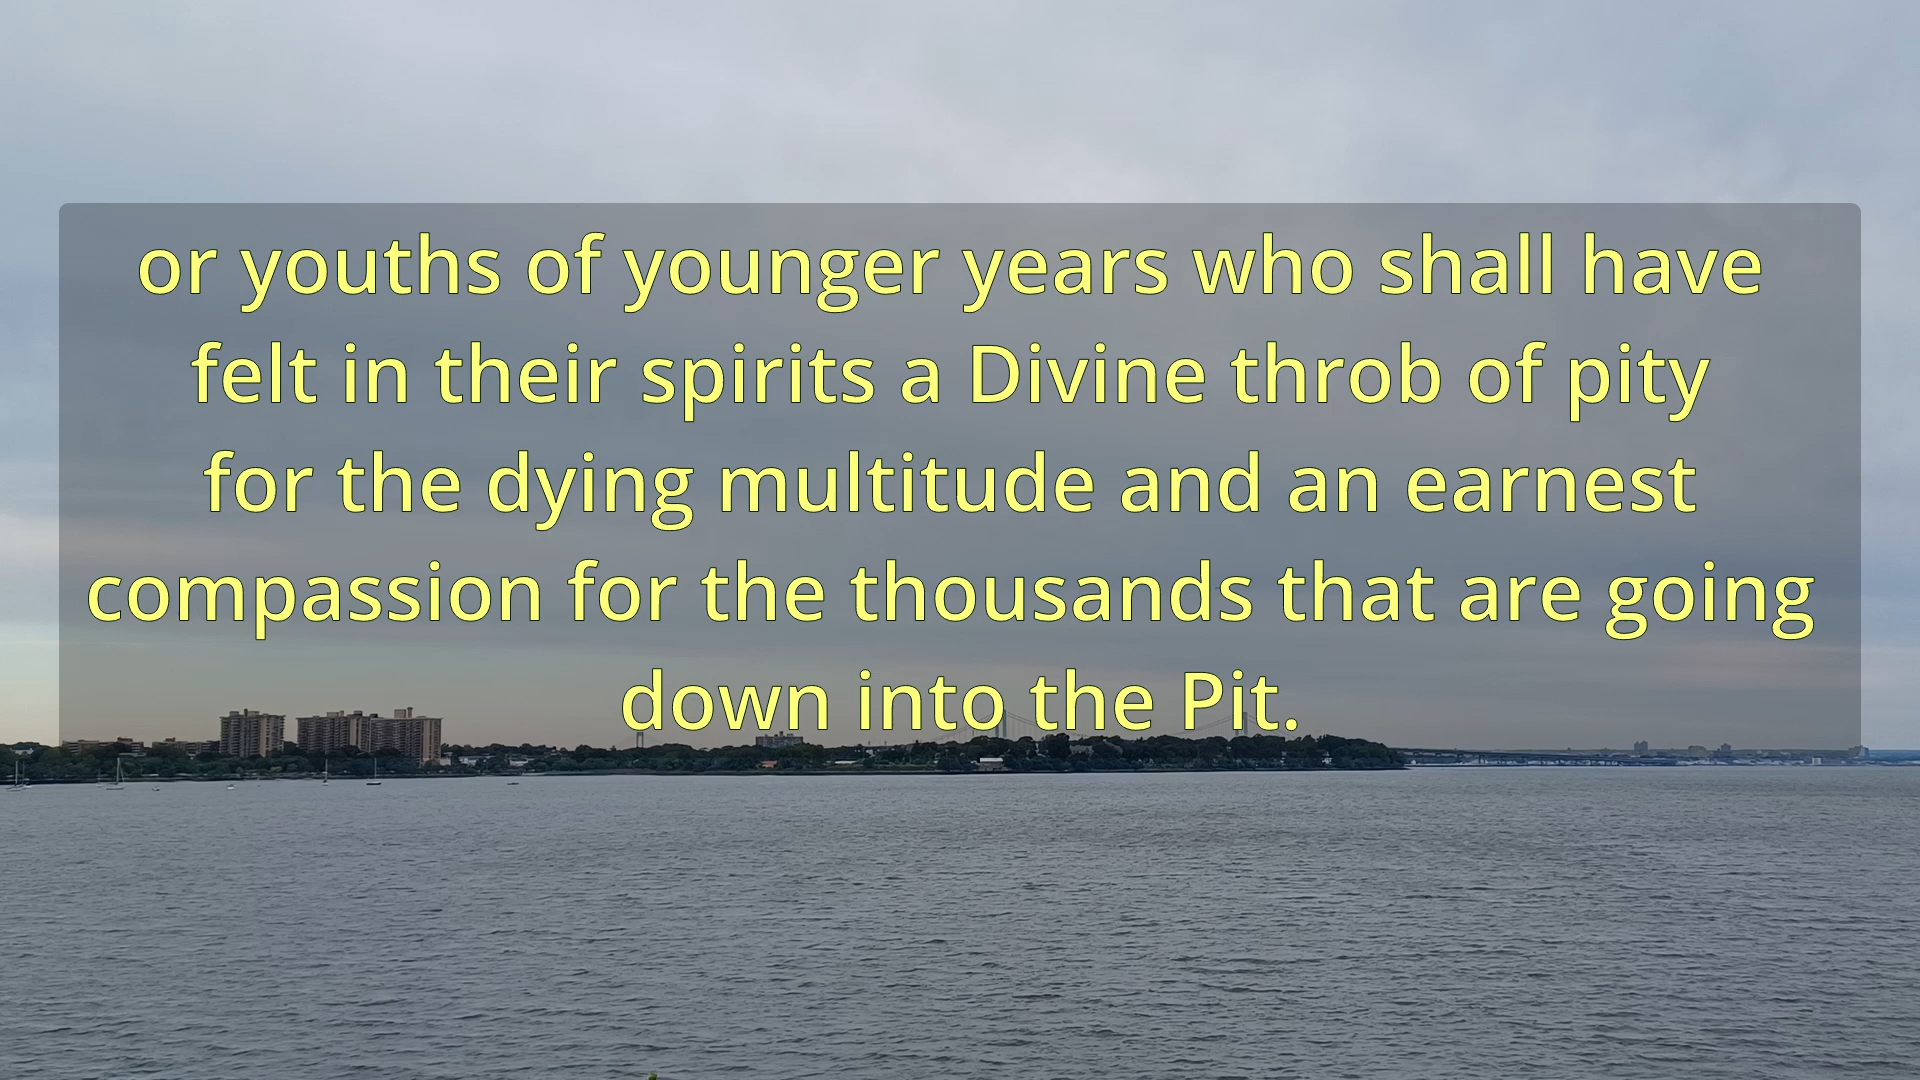 or youths of younger years who shall have
felt in their spirits a Divine throb of pity
for the dying multitude and an earnest
compassion for the thousands that are going
down into the Pit.